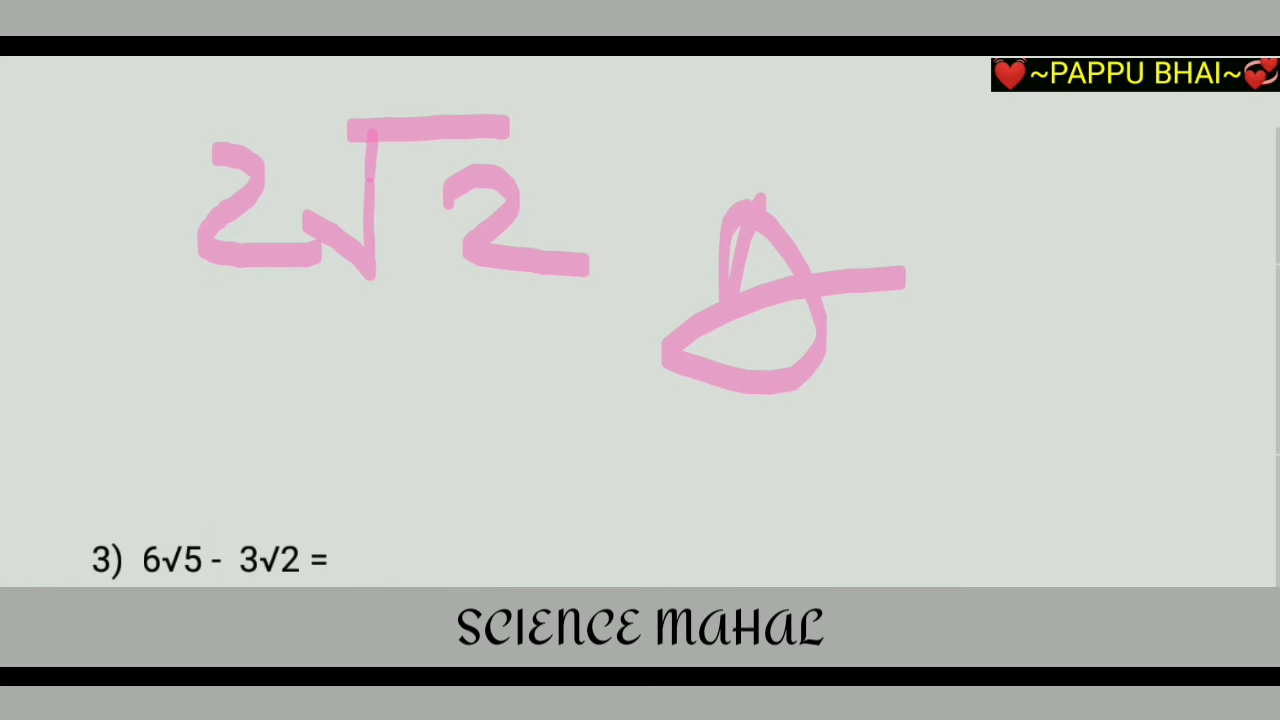 ❤️~PAPPU BHAI~💞
2√2
3) 6√5 - 3√2 =
SCIENCE MAHAL